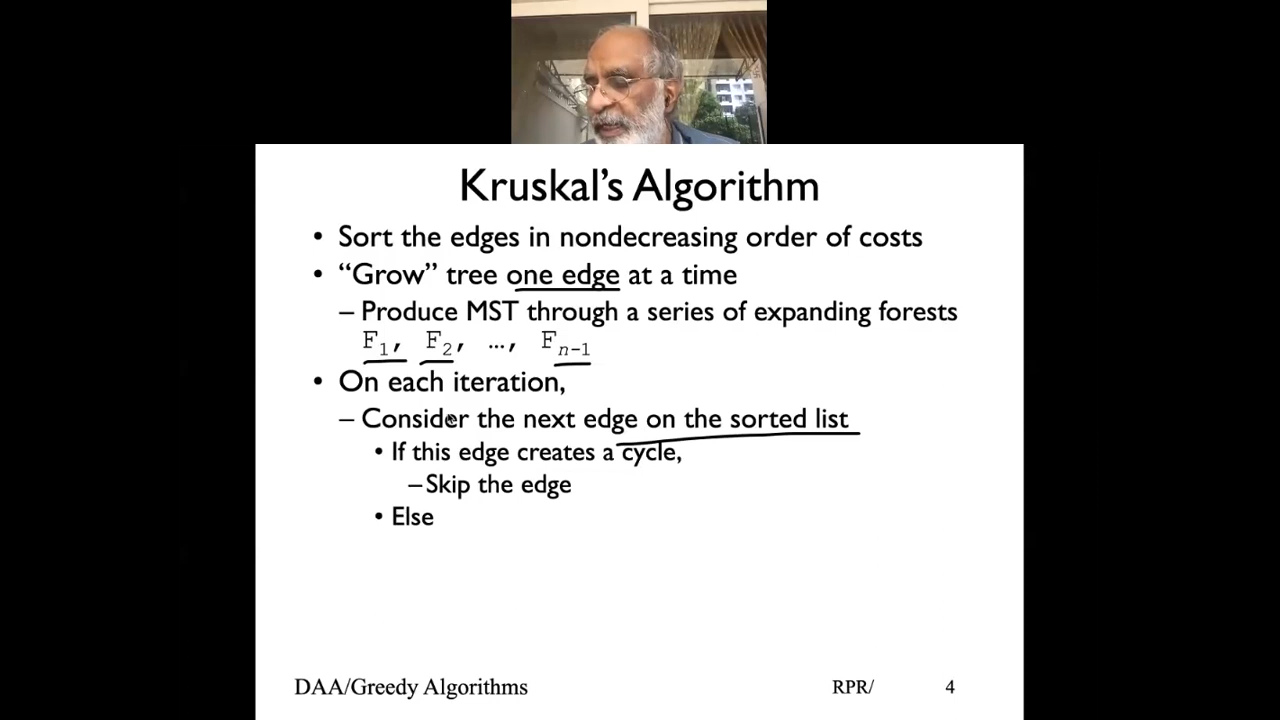 Kruskal's Algorithm
• Sort the edges in nondecreasing order of costs
• “Grow” tree one edge at a time
– Produce MST through a series of expanding forests
F1, F2, …, Fn-1
• On each iteration,
– Consider the next edge on the sorted list
• If this edge creates a cycle,
– Skip the edge
• Else
DAA/Greedy Algorithms RPR/ 4